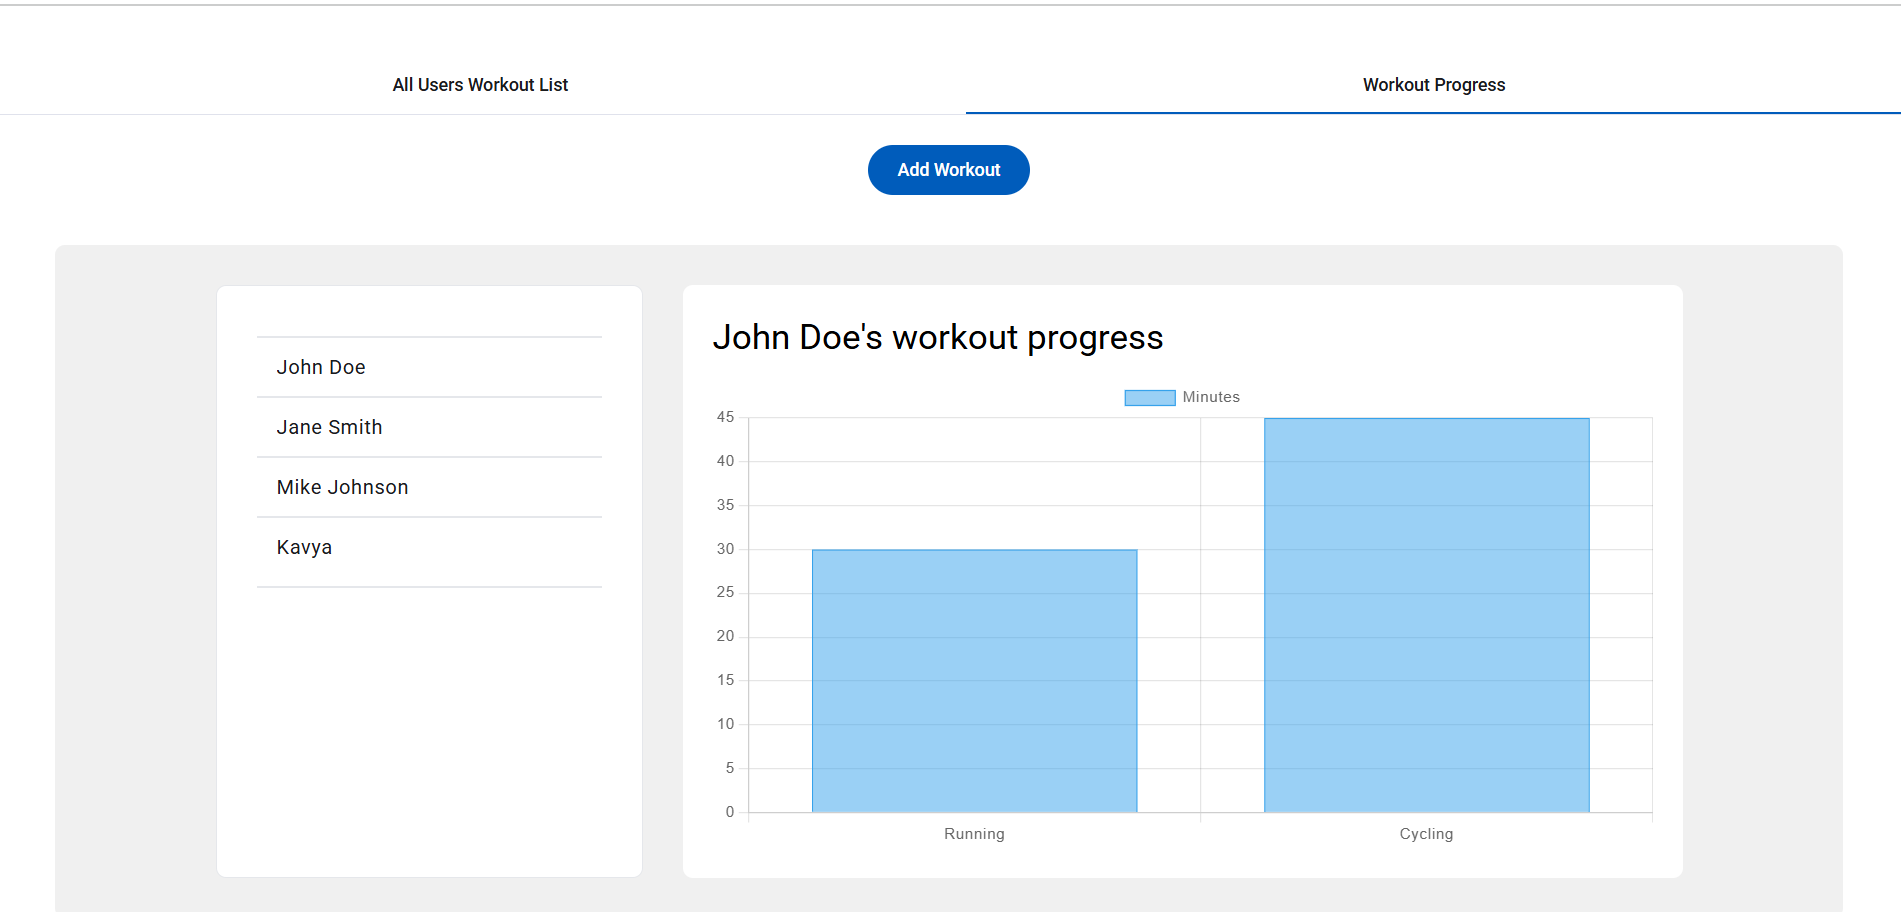 All Users Workout List
Workout Progress
Add Workout
John Doe
Jane Smith
Mike Johnson
Kavya
John Doe's workout progress
Minutes
45
40
35
30
25
20
15
10
5
0
Running
Cycling